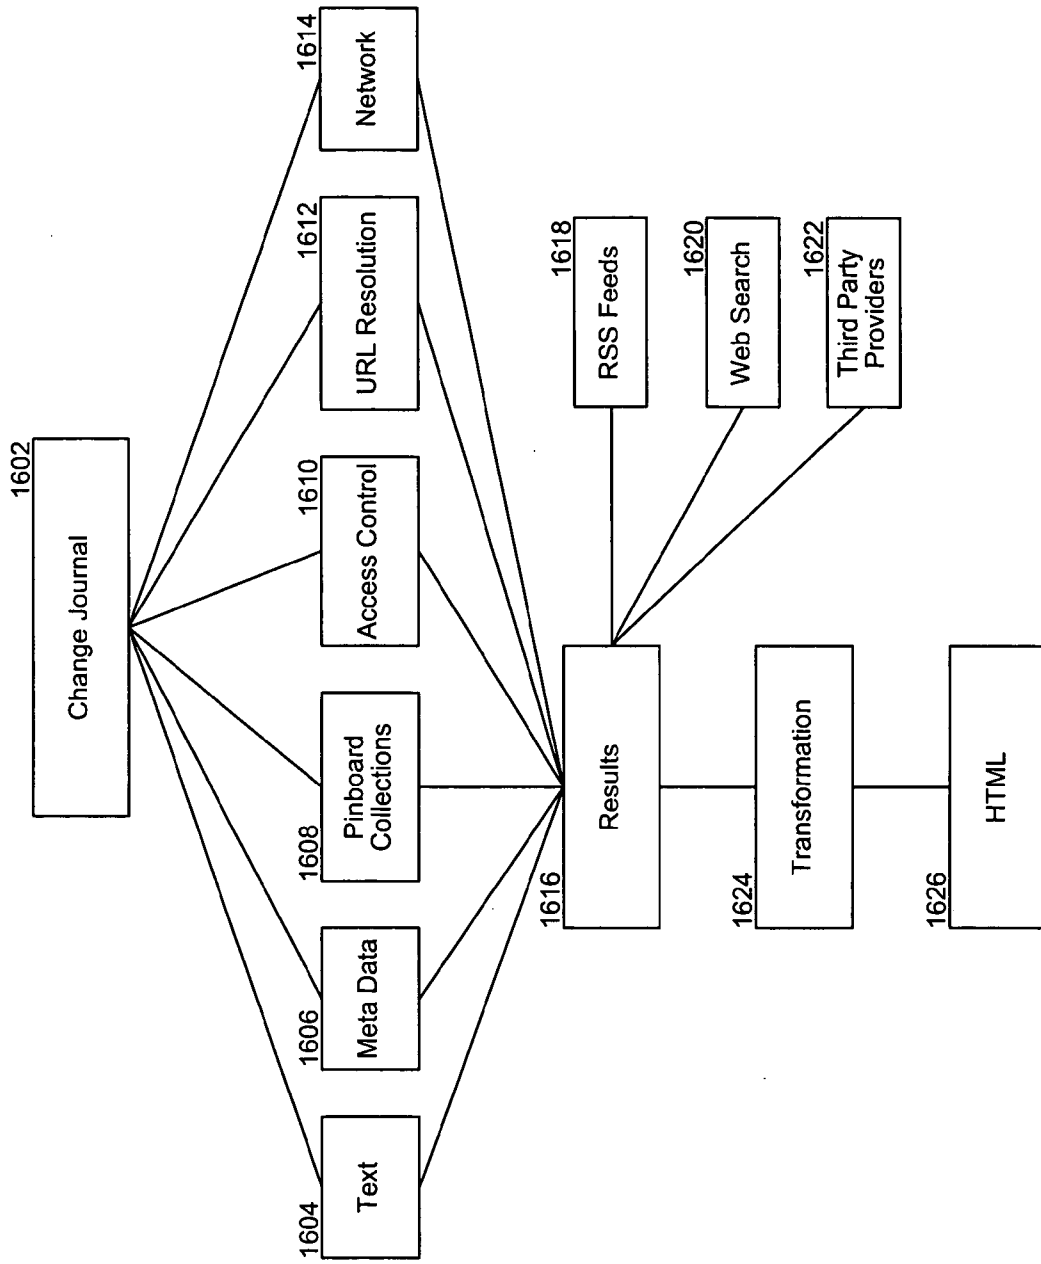 1602
Change Journal
1604
Text
1606
Meta Data
1608
Pinboard
Collections
1610
Access Control
1612
URL Resolution
1614
Network
1616
Results
1618
RSS Feeds
1620
Web Search
1622
Third Party
Providers
1624
Transformation
1626
HTML